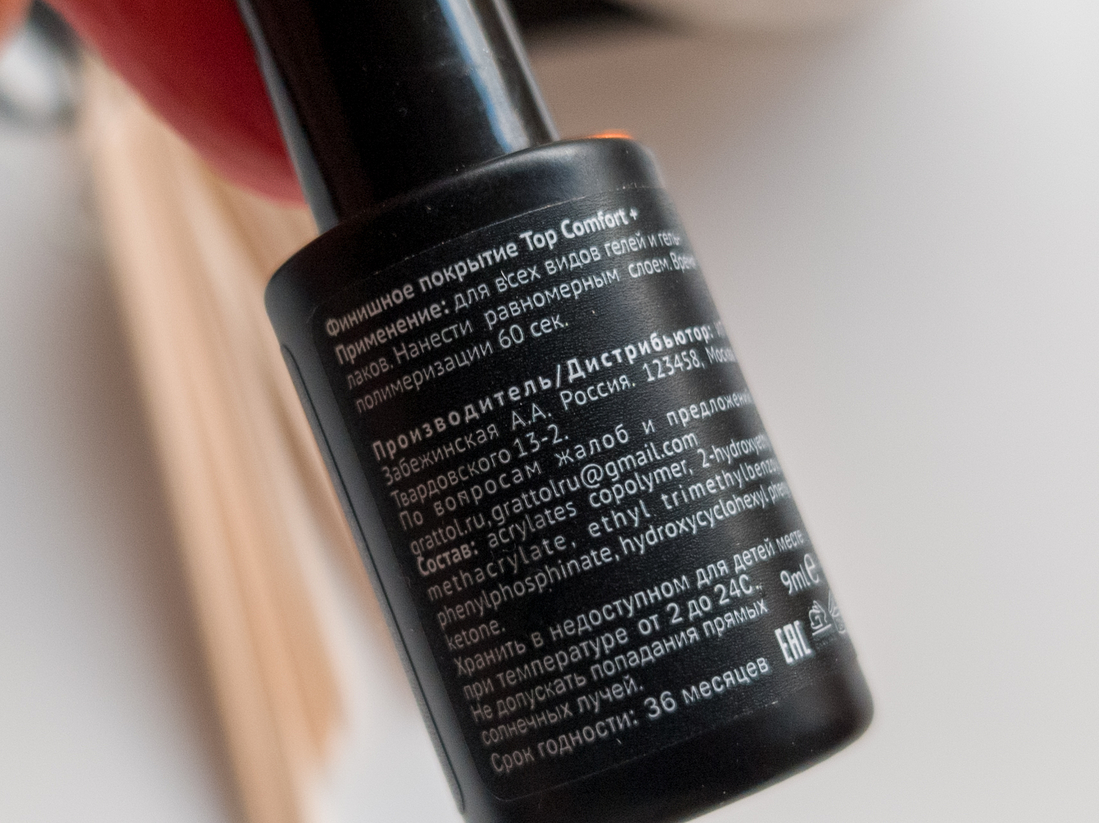 Финишное покрытие Top Comfort+
Применение: для всех видов гелей и гель-
лаков. Нанести равномерным слоем. Время
полимеризации 60 сек.
Производитель/Дистрибьютор:
Забежинская А.А. Россия. 123458, Москва
Твардовского 13-2.
По вопросам жалоб и предложений
grattol.ru, grattolru@gmail.com
Состав: acrylates copolymer, 2-hydroxyethyl
methacrylate, ethyl trimethylbenzoyl
phenylphosphinate, hydroxycyclohexyl phenyl
ketone.
Хранить в недоступном для детей месте
при температуре от 2 до 24С.
Не допускать попадания прямых
солнечных лучей.
Срок годности: 36 месяцев
9ml e
EAC